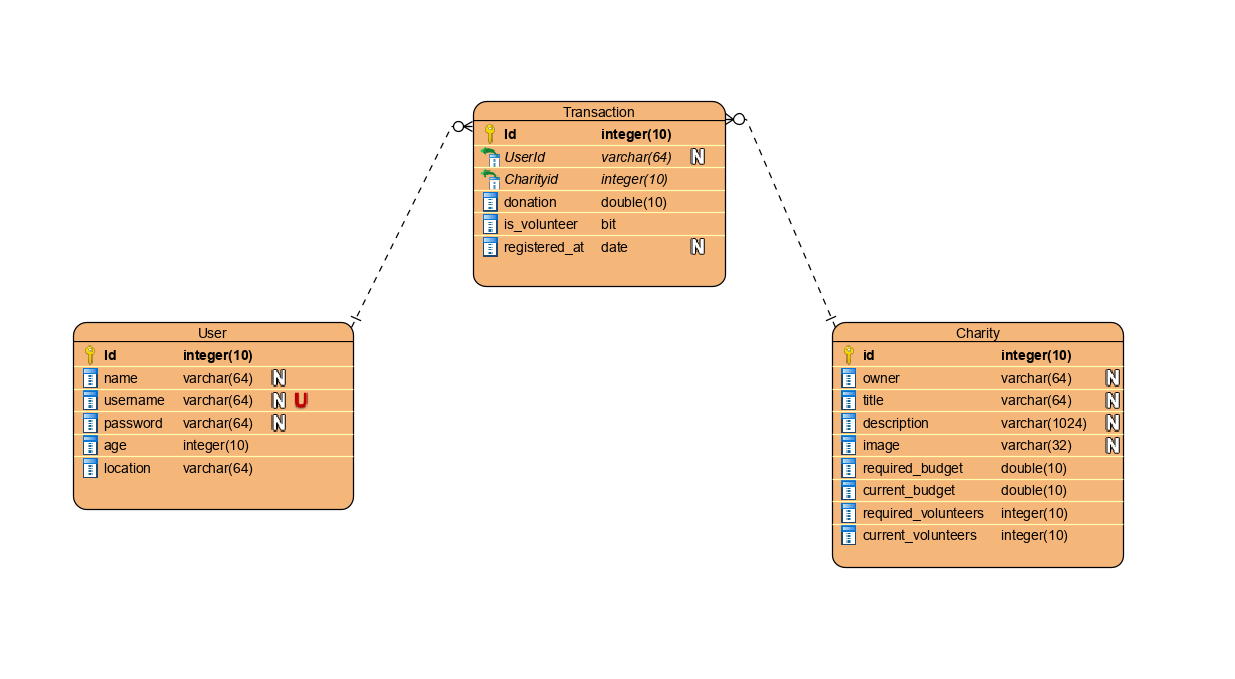 Transaction
Id integer(10)
UserId varchar(64) N
Charityid integer(10)
donation double(10)
is_volunteer bit
registered_at date N
User
Id integer(10)
name varchar(64) N
username varchar(64) N U
password varchar(64) N
age integer(10)
location varchar(64)
Charity
id integer(10)
owner varchar(64) N
title varchar(64) N
description varchar(1024) N
image varchar(32) N
required_budget double(10)
current_budget double(10)
required_volunteers integer(10)
current_volunteers integer(10)